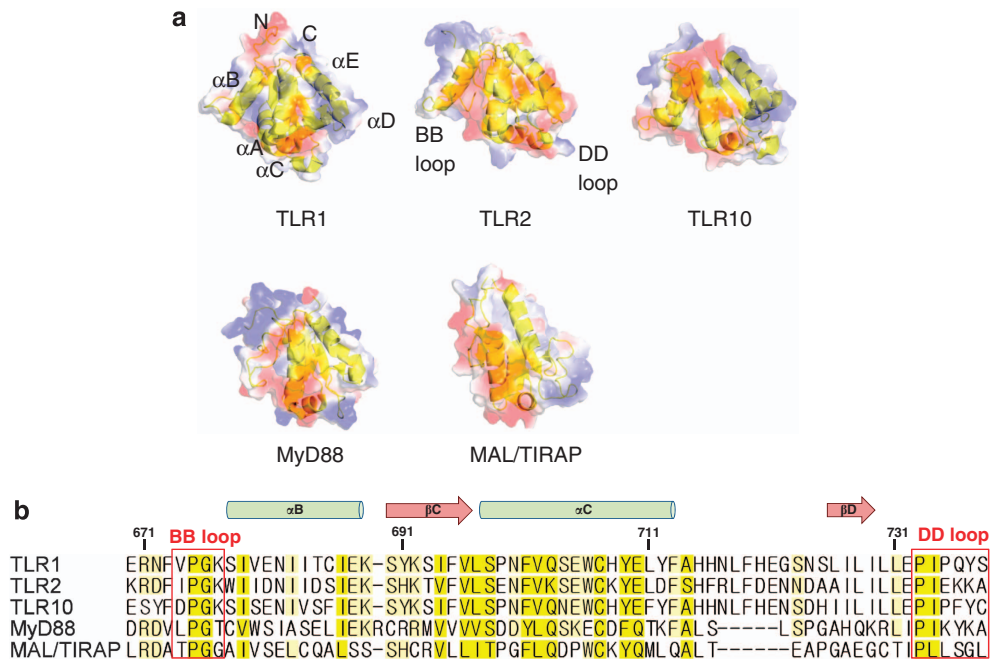 a
N
C
αE
αB
αD
αA
αC
BB
loop
DD
loop
TLR1
TLR2
TLR10
MyD88
MAL/TIRAP
b
αB
βC
αC
βD
671
BB loop
691
711
731
DD loop
TLR1 ERNFVPGKSIVENIITCIEK-SYKSIFVLSPNFVQSEWCHYELYFAHHNLFHEGSNSLILILLEPIPQYS
TLR2 KRDFIPGKWIIDNIIDSIEK-SHKTVFVLSENFVKSEWCKYELDFSHFRLFDENNDAAILILLEPIEKKA
TLR10 ESYFDPGKSISENIVSFIEK-SYKSIFVLSPNFVQNEWCHYEFYFAHHNLFHENSDHIILILLEPIPFYC
MyD88 DRDVLPGTCVWSIASELIEKRCRRMVVVVSDDYLQSKECDFQTKFALS-----LSPGAHQKRLIPIKYKA
MAL/TIRAP LRDATPGGAIVSELCQALSS-SHCRVLLITPGFLQDPWCKYQMLQALT------EAPGAEGCTIPLLSGL